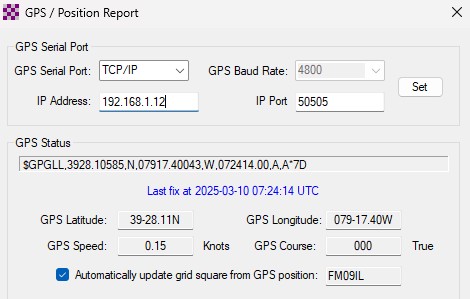 GPS / Position Report
GPS Serial Port
GPS Serial Port: TCP/IP GPS Baud Rate: 4800
Set
IP Address: 192.168.1.12 IP Port 50505
GPS Status
$GPGLL,3928.10585,N,07917.40043,W,072414.00,A,A*7D
Last fix at 2025-03-10 07:24:14 UTC
GPS Latitude: 39-28.11N GPS Longitude: 079-17.40W
GPS Speed: 0.15 Knots GPS Course: 000 True
Automatically update grid square from GPS position: FM09IL